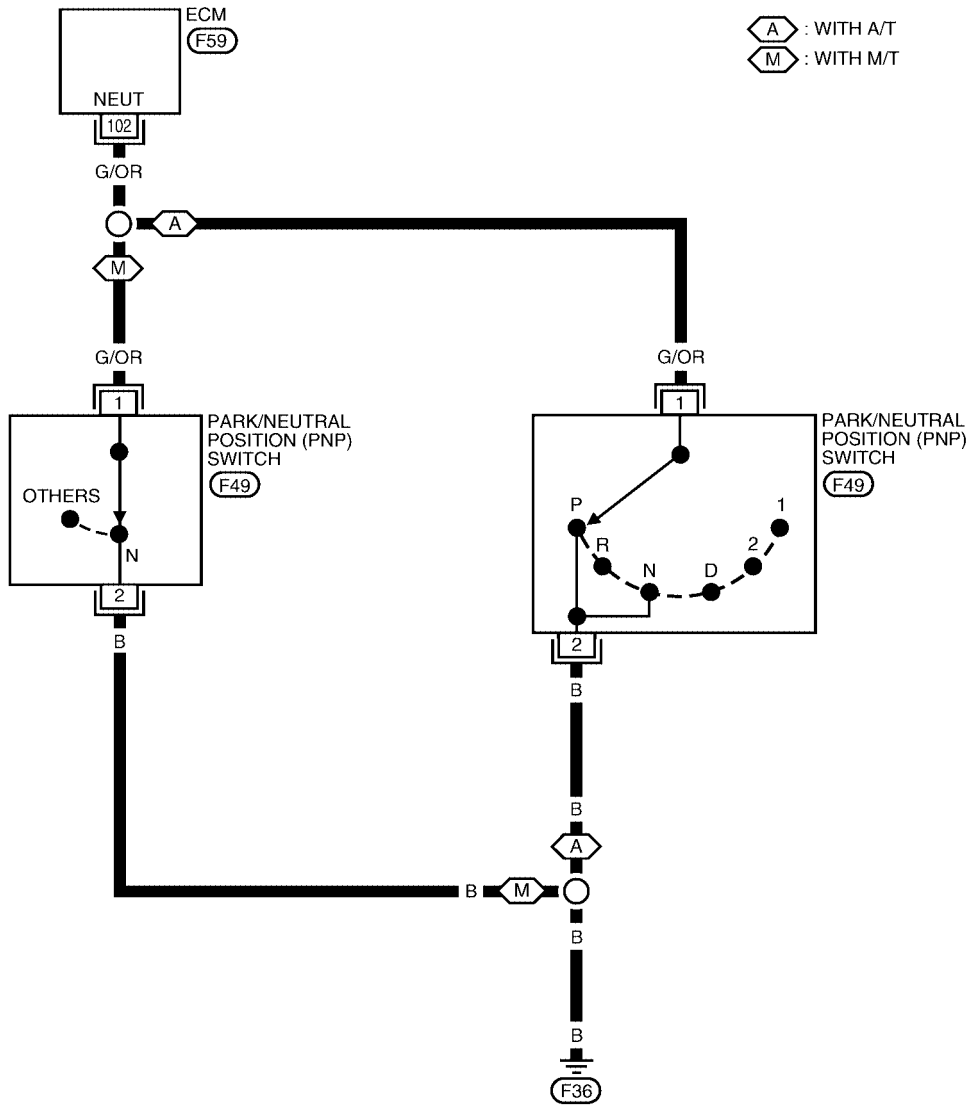 ECM
F59
A : WITH A/T
M : WITH M/T
NEUT
102
G/OR
A
M
G/OR
G/OR
1
1
PARK/NEUTRAL
POSITION (PNP)
SWITCH
F49
PARK/NEUTRAL
POSITION (PNP)
SWITCH
F49
OTHERS
N
P
R
N
D
2
1
2
2
B
B
B
A
B
M
B
B
F36